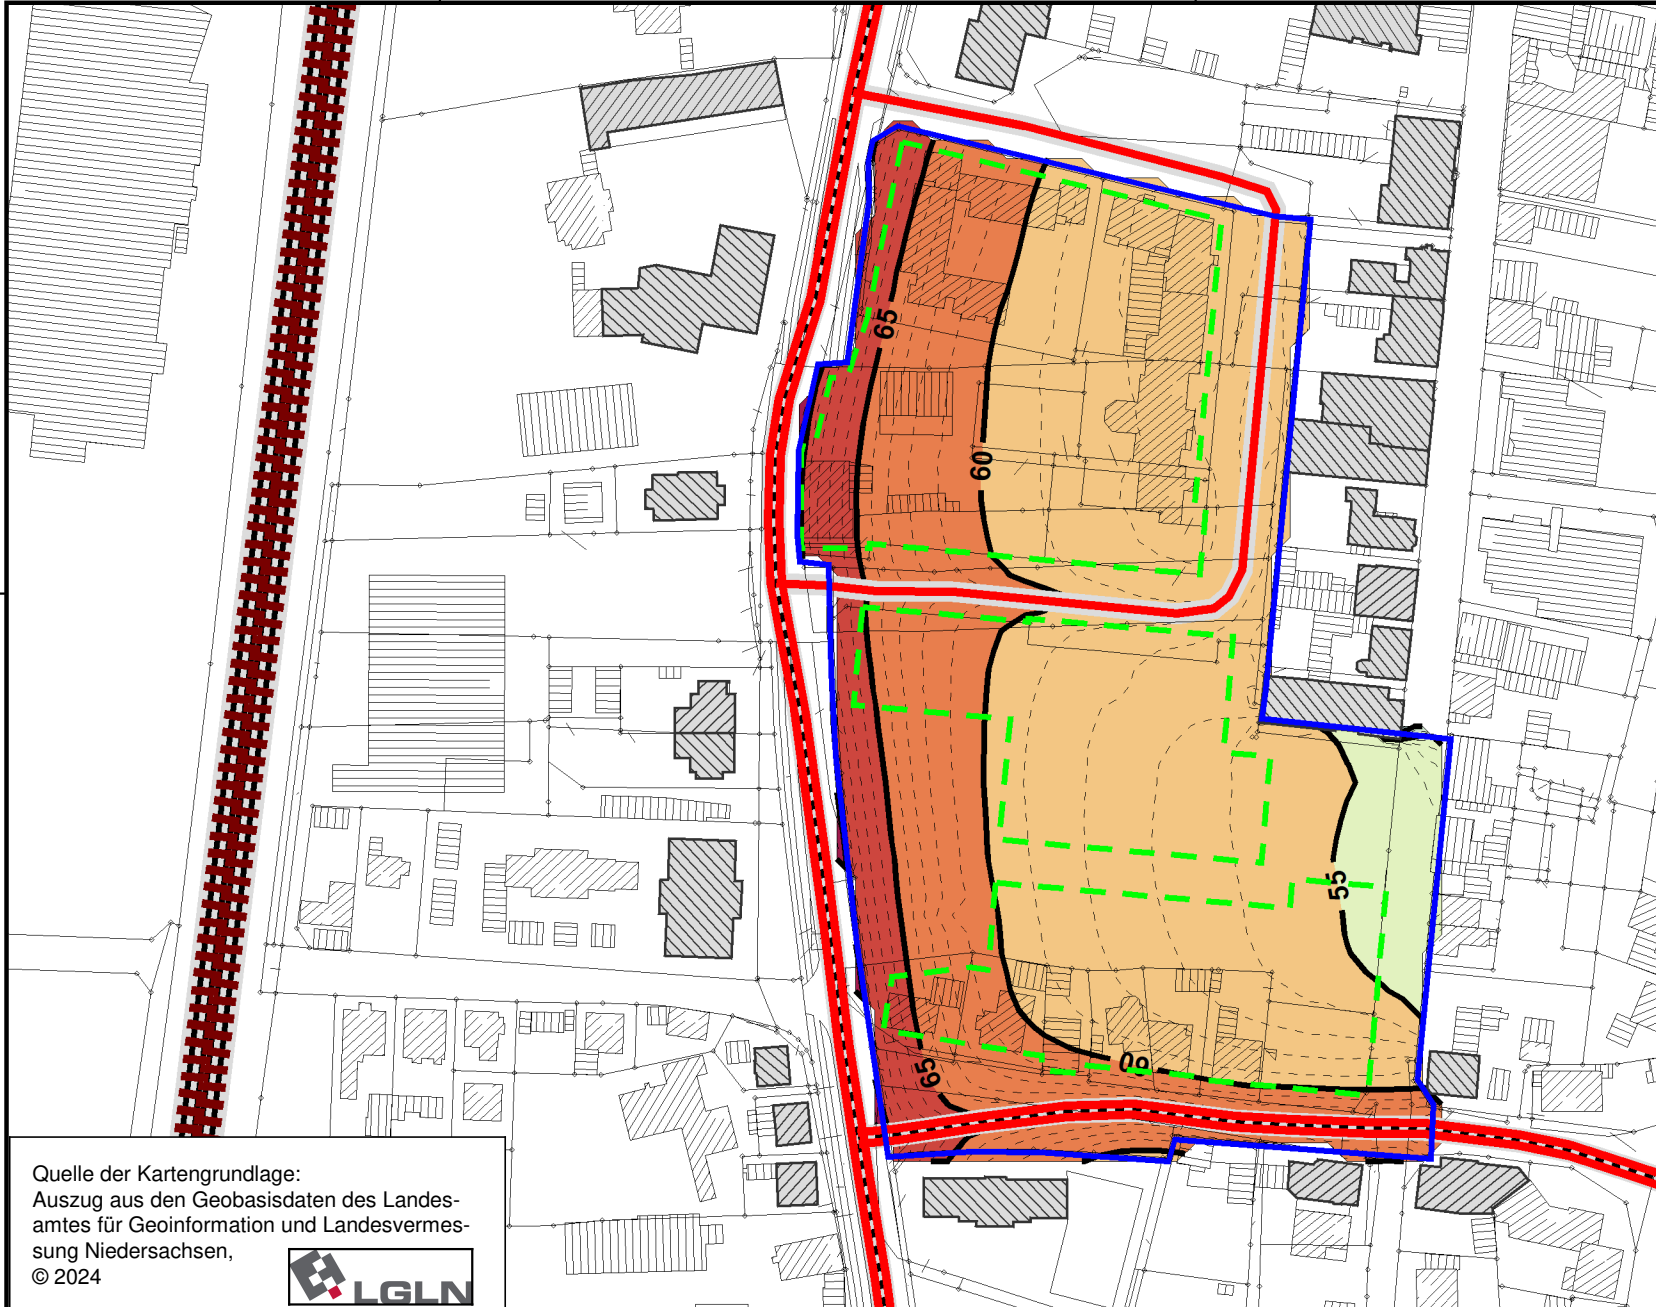 65
60
55
60
65
Quelle der Kartengrundlage:
Auszug aus den Geobasisdaten des Landes-
amtes für Geoinformation und Landesvermes-
sung Niedersachsen,
© 2024
LGLN